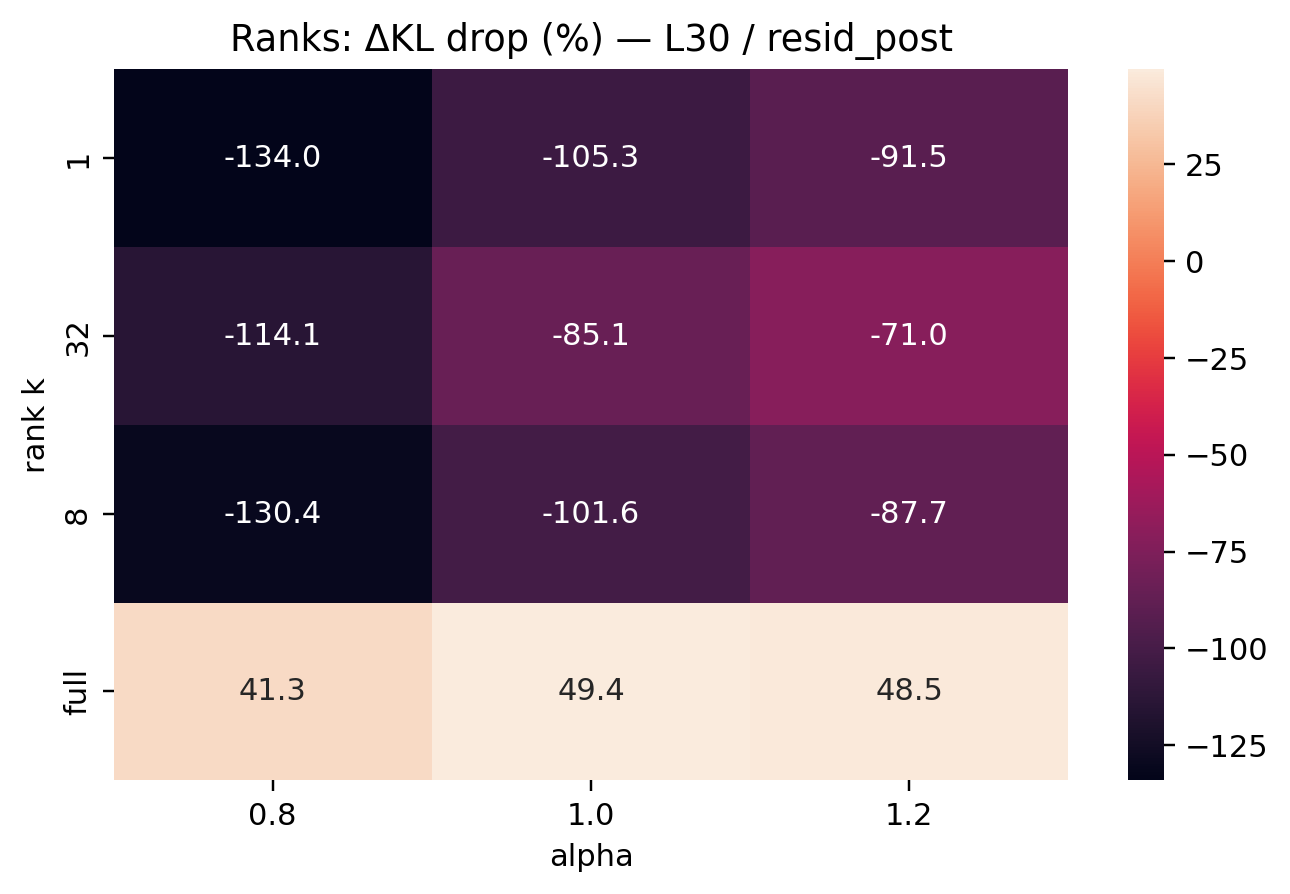 Ranks: ΔKL drop (%) — L30 / resid_post
rank k
1
-134.0 -105.3 -91.5
32
-114.1 -85.1 -71.0
8
-130.4 -101.6 -87.7
full
41.3 49.4 48.5
0.8 1.0 1.2
alpha
25
0
−25
−50
−75
−100
−125